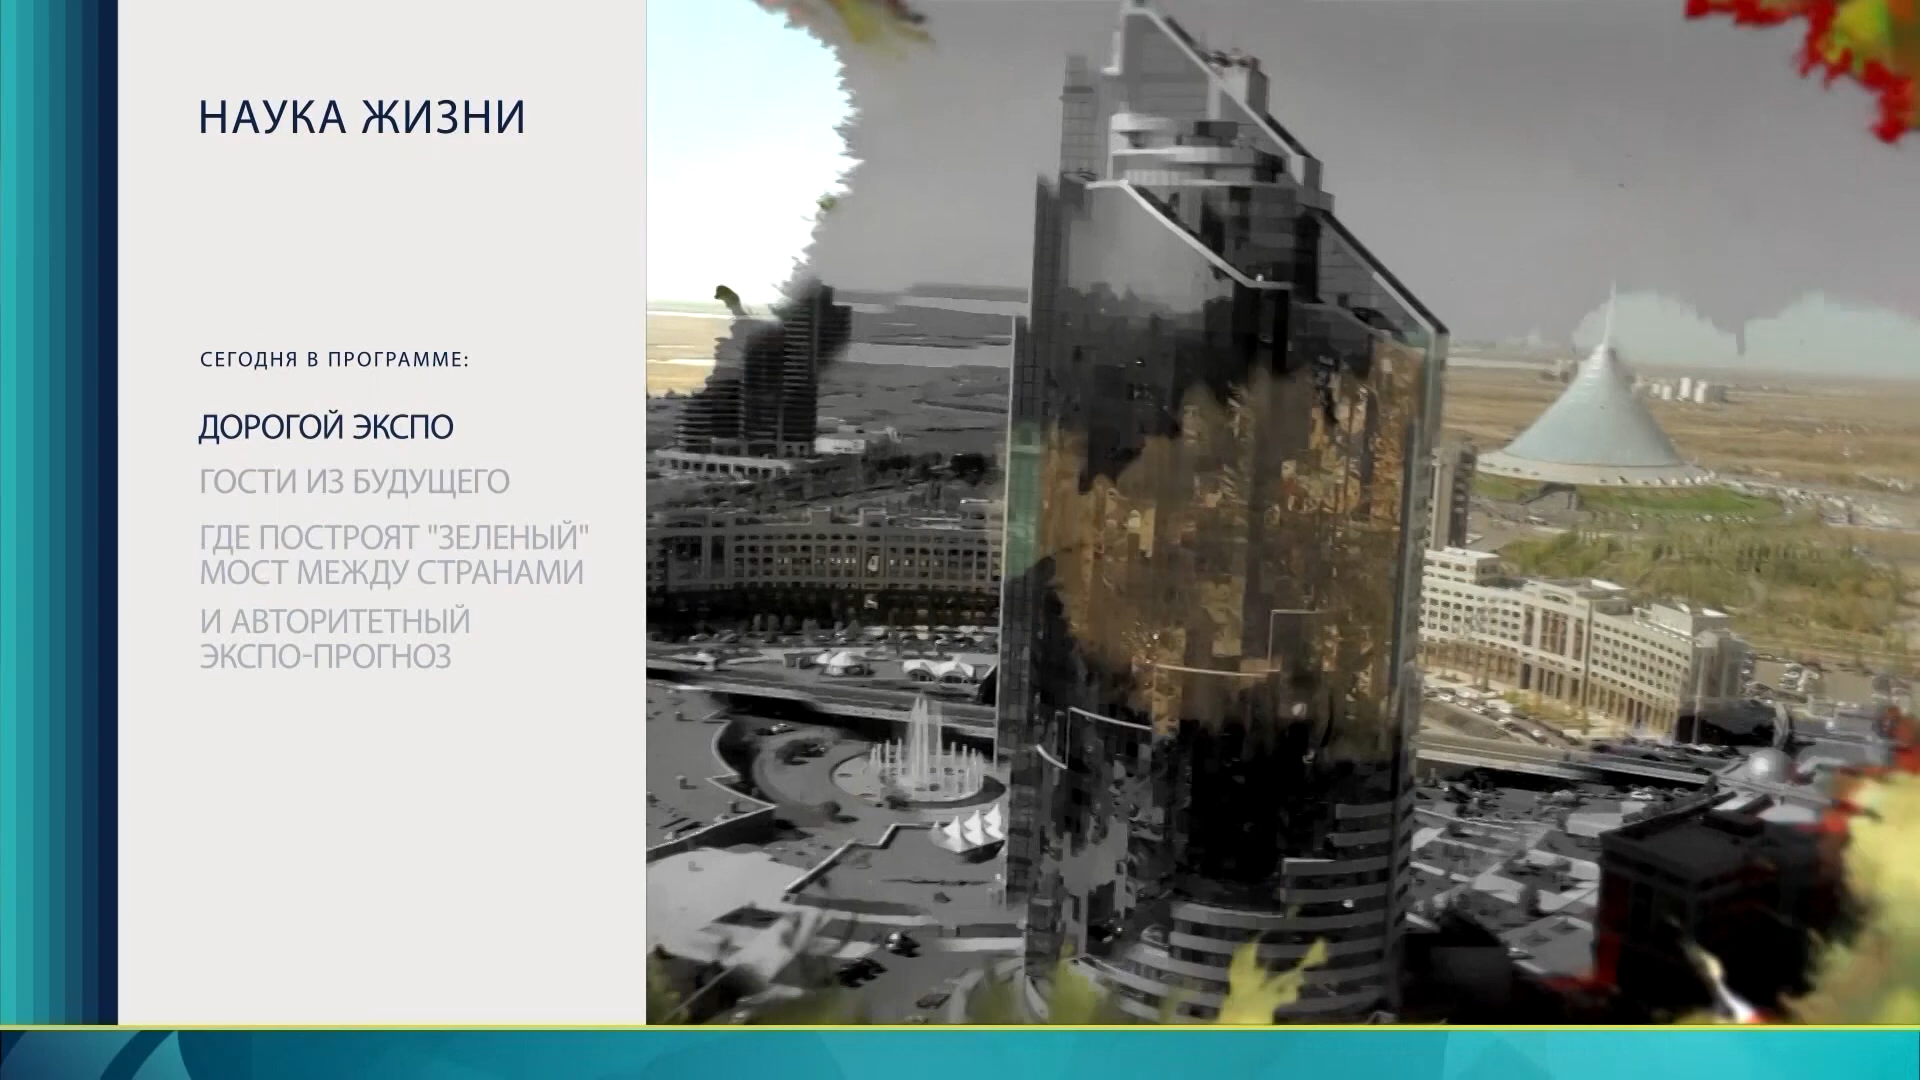 НАУКА ЖИЗНИ
СЕГОДНЯ В ПРОГРАММЕ:
ДОРОГОЙ ЭКСПО
ГОСТИ ИЗ БУДУЩЕГО
ГДЕ ПОСТРОЯТ "ЗЕЛЕНЫЙ"
МОСТ МЕЖДУ СТРАНАМИ
И АВТОРИТЕТНЫЙ
ЭКСПО-ПРОГНОЗ